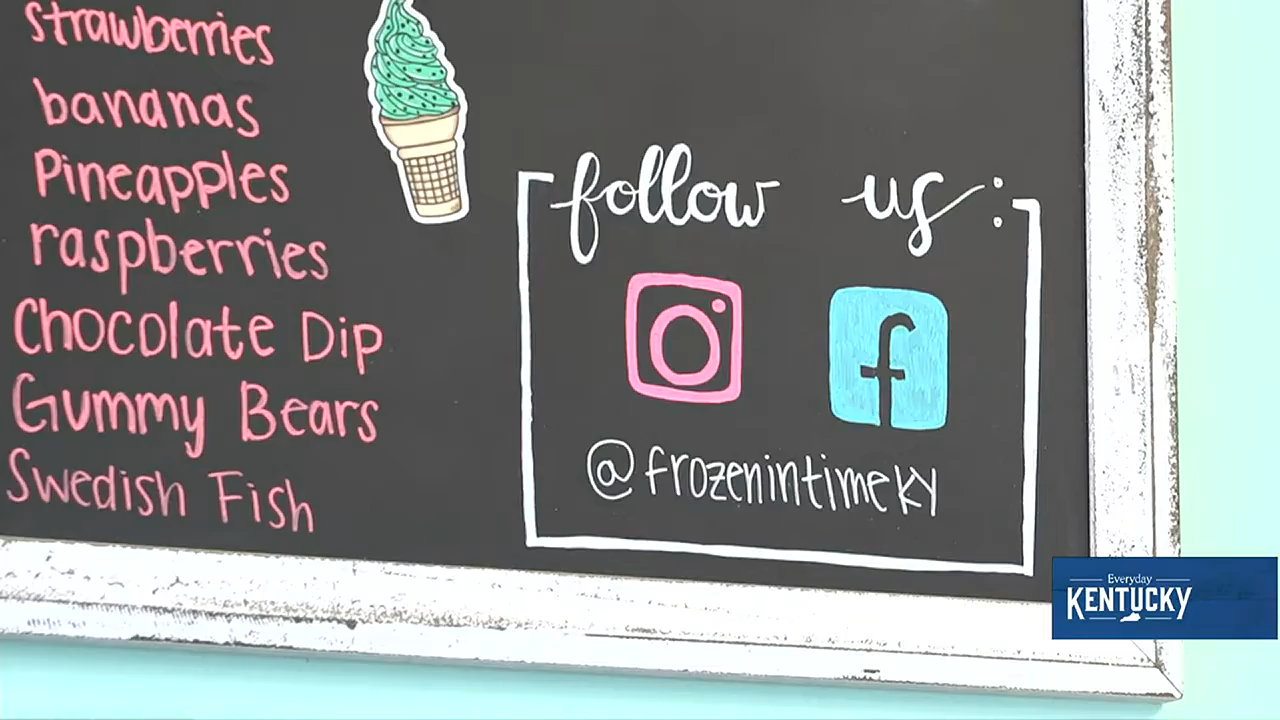 strawberries
bananas
Pineapples
raspberries
Chocolate Dip
Gummy Bears
Swedish Fish
follow us:
f
@frozenintimeky
Everyday
KENTUCKY